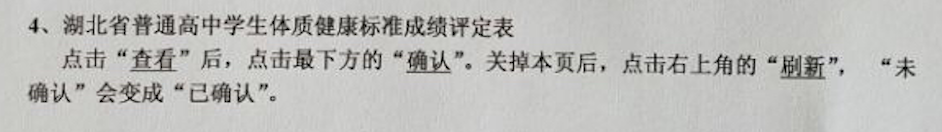 4、湖北省普通高中学生体质健康标准成绩评定表
点击“查看”后，点击最下方的“确认”。关掉本页后，点击右上角的“刷新”， “未
确认”会变成“已确认”。